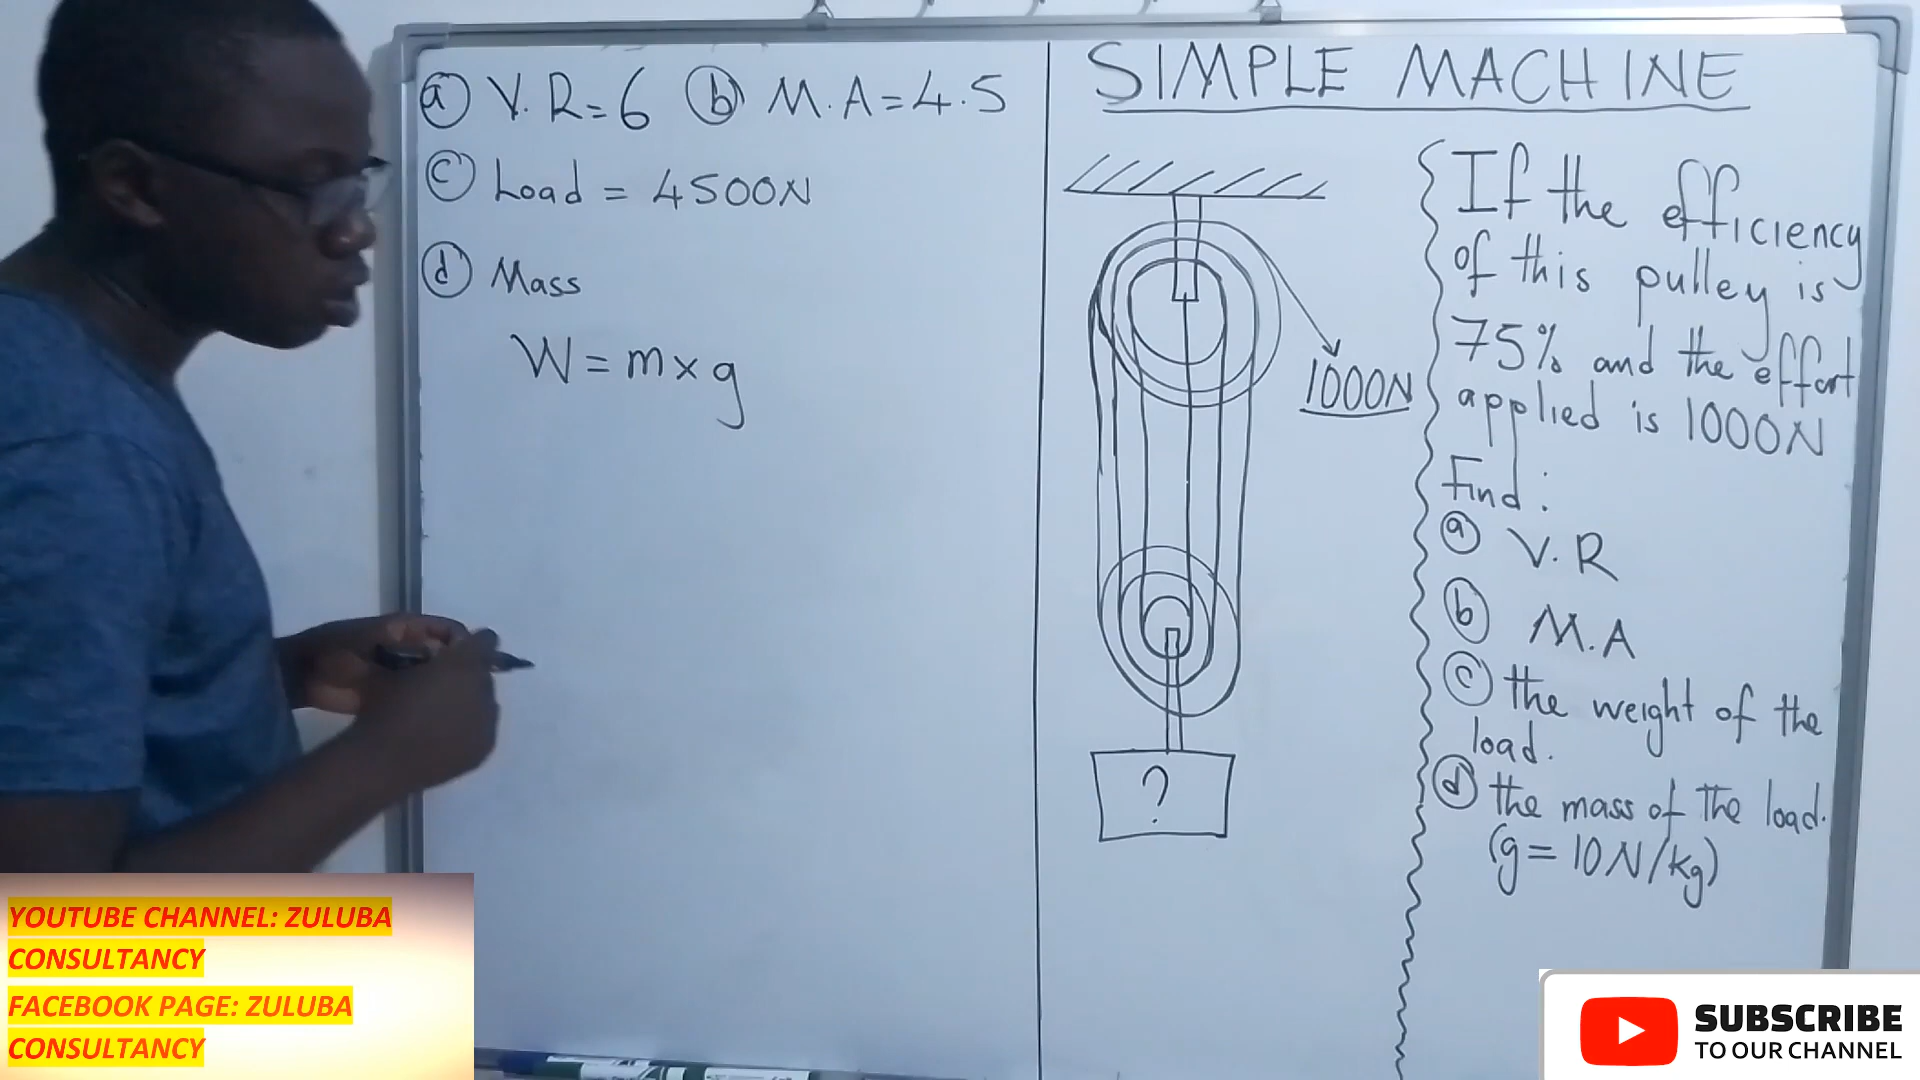 (a) V.R = 6 (b) M.A = 4.5
(c) Load = 4500N
(d) Mass
W = m x g
SIMPLE MACHINE
1000N
?
If the efficiency
of this pulley is
75% and the effort
applied is 1000N
Find:
(a) V.R
(b) M.A
(c) the weight of the
load.
(d) the mass of the load.
(g = 10N/kg)
YOUTUBE CHANNEL: ZULUBA
CONSULTANCY
FACEBOOK PAGE: ZULUBA
CONSULTANCY
SUBSCRIBE
TO OUR CHANNEL